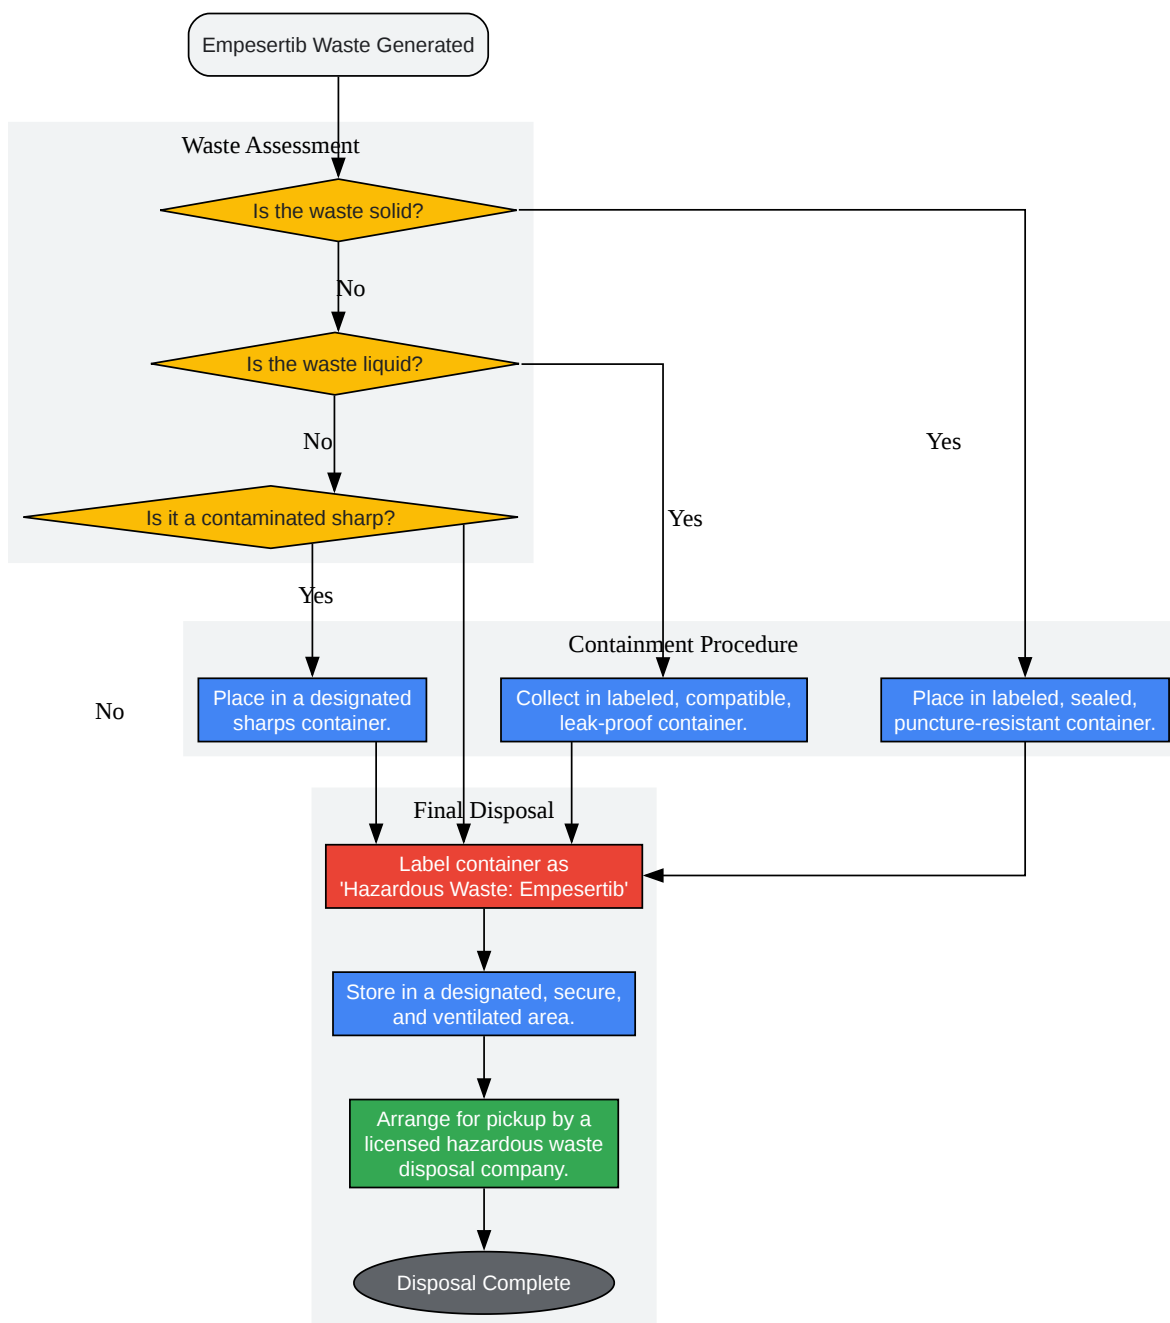 Empesertib Waste Generated
Waste Assessment
Is the waste solid?
No
Is the waste liquid?
No
Yes
Is it a contaminated sharp?
Yes
Yes
Containment Procedure
Place in a designated
sharps container.
Collect in labeled, compatible,
leak-proof container.
Place in labeled, sealed,
puncture-resistant container.
No
Final Disposal
Label container as
'Hazardous Waste: Empesertib'
Store in a designated, secure,
and ventilated area.
Arrange for pickup by a
licensed hazardous waste
disposal company.
Disposal Complete